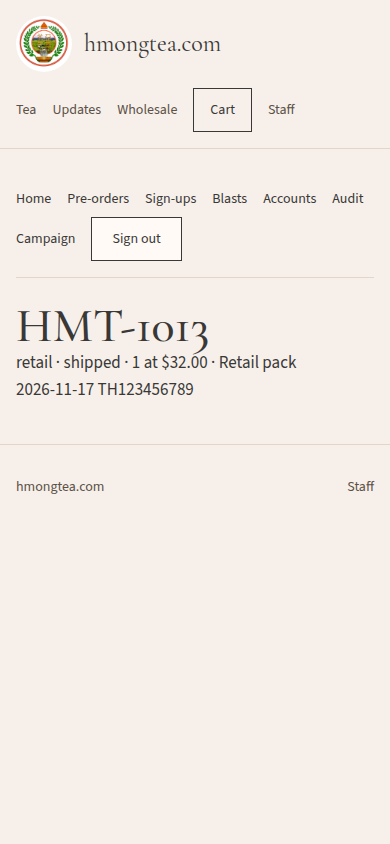 hmongtea.com
Tea Updates Wholesale Cart Staff
Home Pre-orders Sign-ups Blasts Accounts Audit
Campaign Sign out
HMT-1013
retail · shipped · 1 at $32.00 · Retail pack
2026-11-17 TH123456789
hmongtea.com Staff